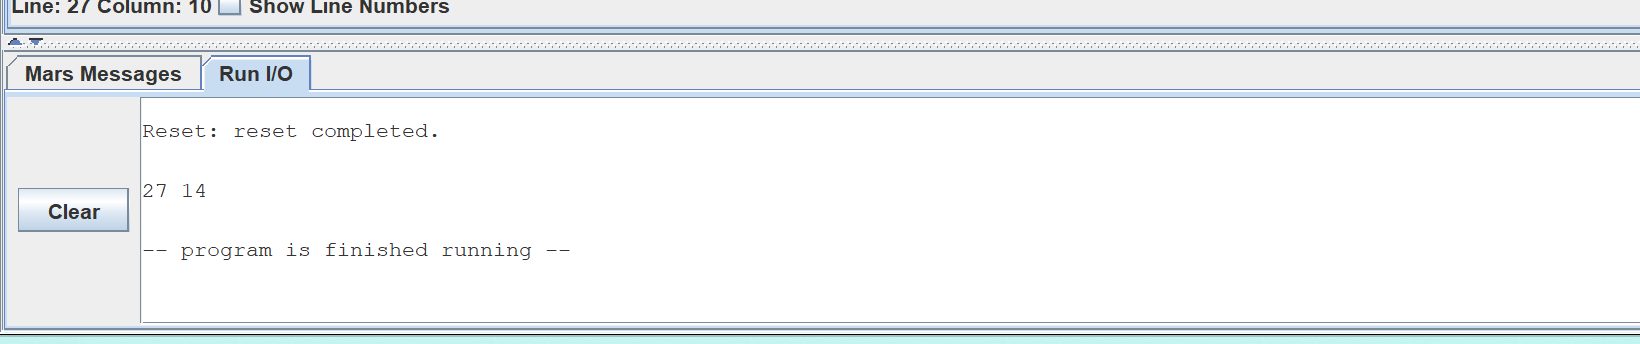 Line: 27 Column: 10 Show Line Numbers
Mars Messages Run I/O
Reset: reset completed.
27 14
Clear
-- program is finished running --